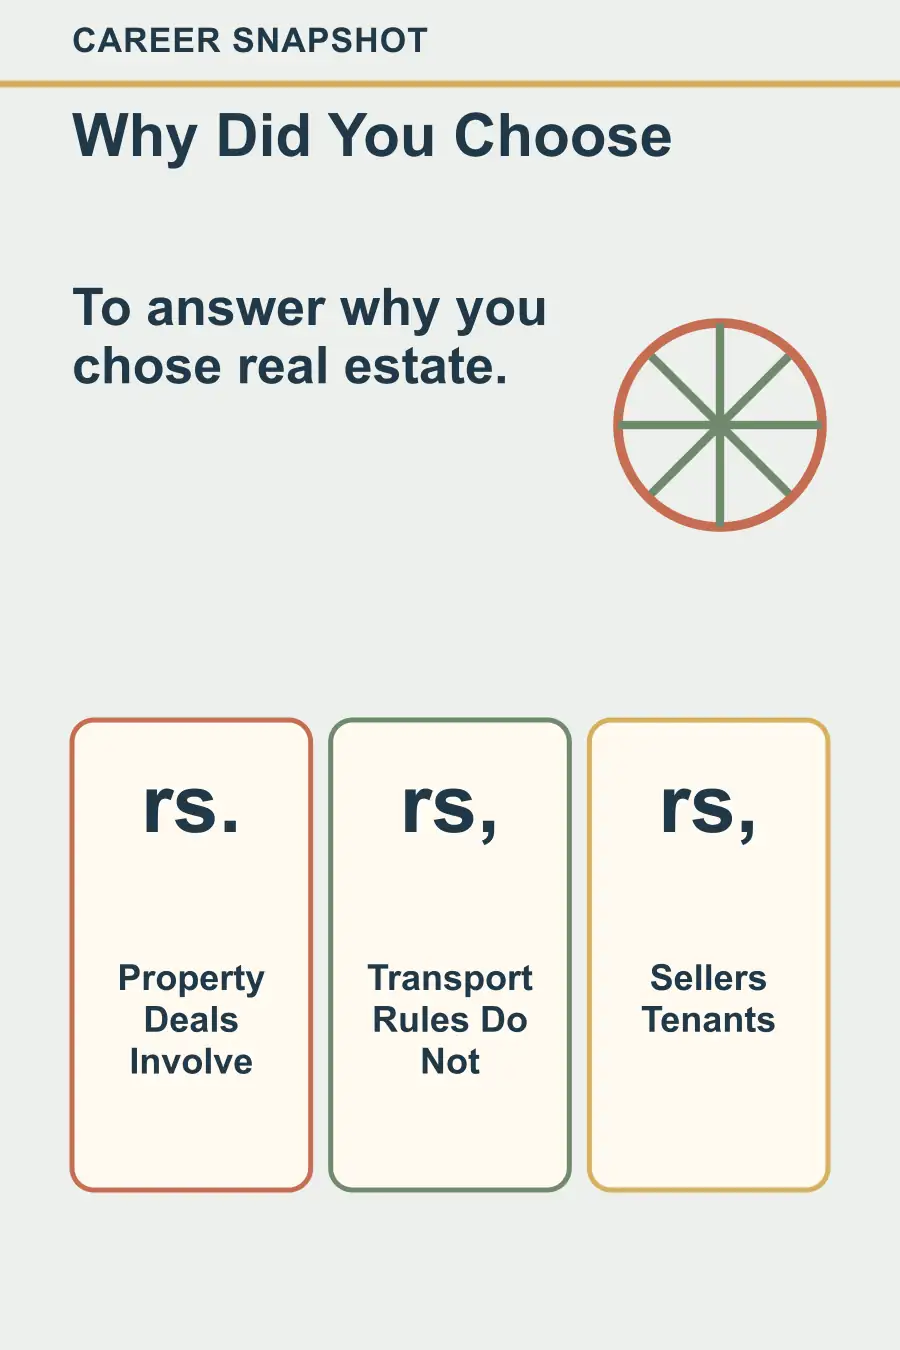 CAREER SNAPSHOT
Why Did You Choose
To answer why you
chose real estate.
rs.
Property
Deals
Involve
rs,
Transport
Rules Do
Not
rs,
Sellers
Tenants